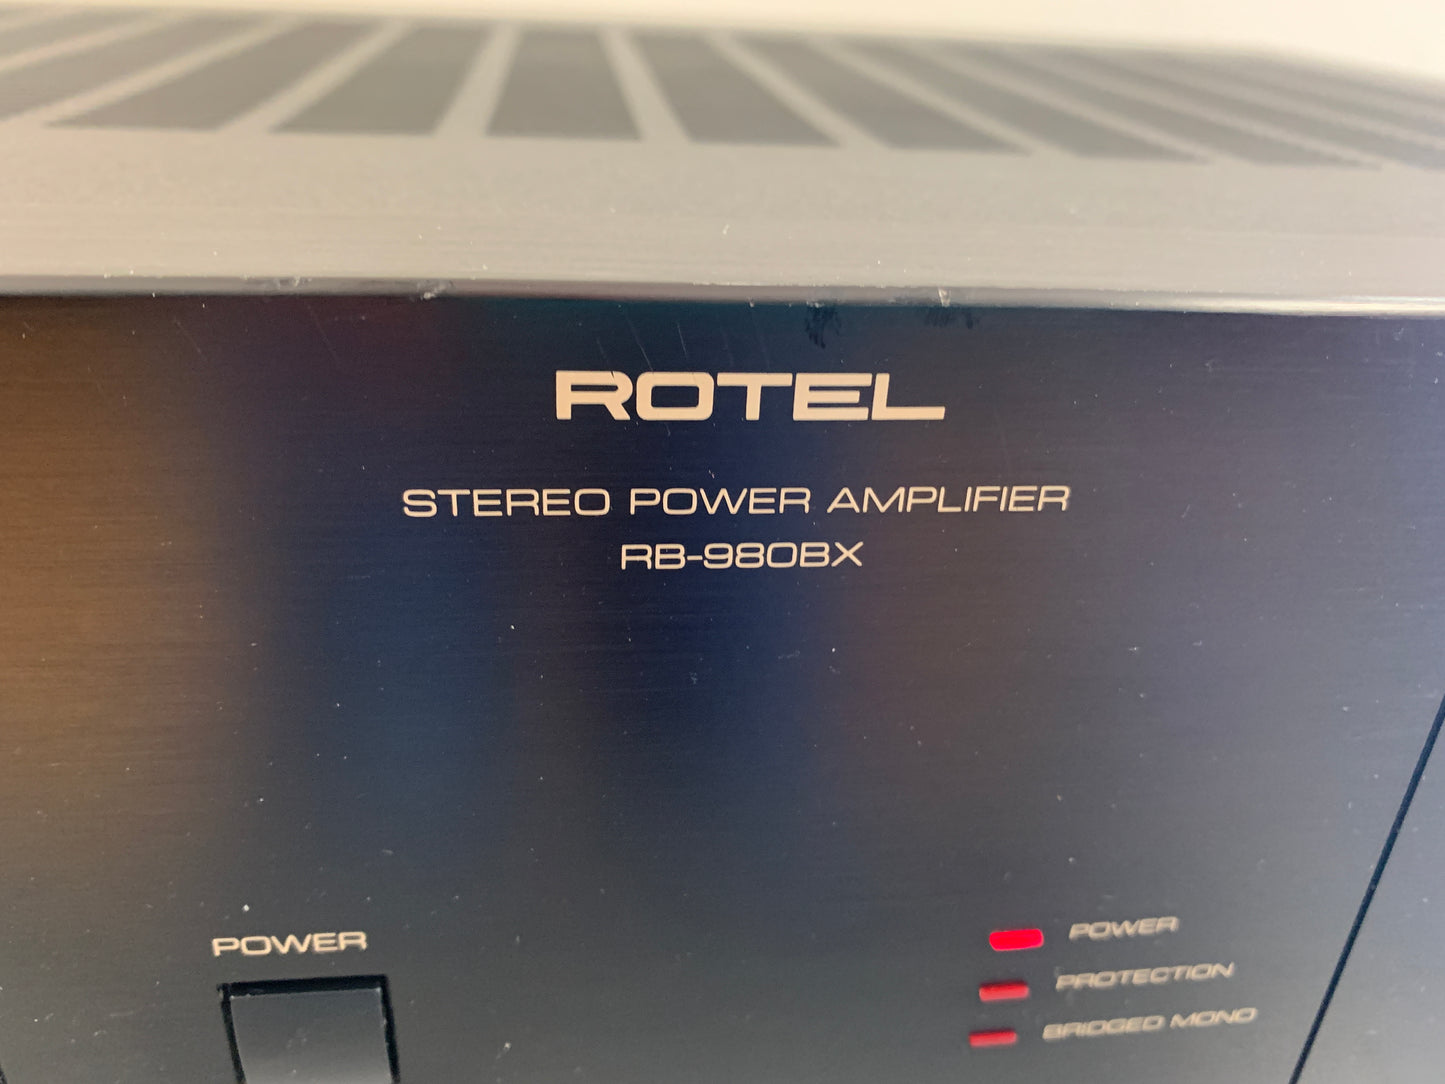 ROTEL
STEREO POWER AMPLIFIER
RB-980BX
POWER
POWER
PROTECTION
BRIDGED MONO